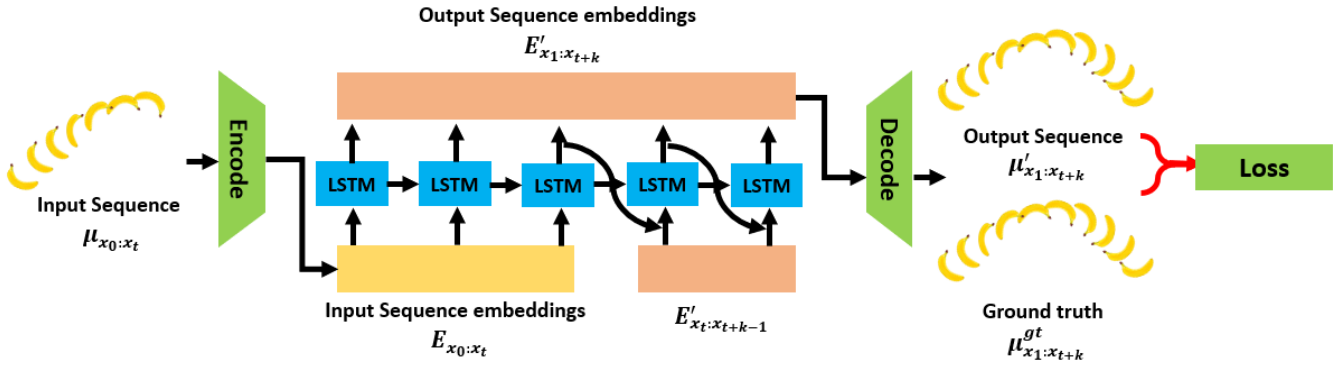 Output Sequence embeddings
E′x₁:xₜ₊ₖ
Encode
Input Sequence
μx₀:xₜ
LSTM
LSTM
LSTM
LSTM
LSTM
Input Sequence embeddings
Ex₀:xₜ
E′xₜ:xₜ₊ₖ₋₁
Decode
Output Sequence
μ′x₁:xₜ₊ₖ
Ground truth
μᵍᵗx₁:xₜ₊ₖ
Loss